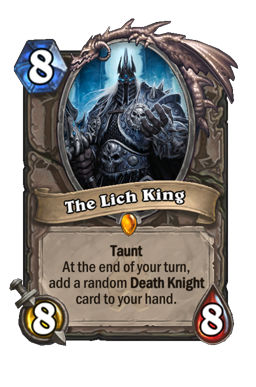 8
The Lich King
Taunt
At the end of your turn,
add a random Death Knight
card to your hand.
8 8